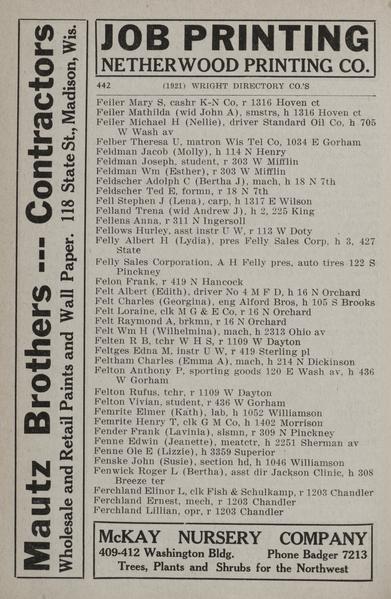 Mautz Brothers --- Contractors
Wholesale and Retail Paints and Wall Paper. 118 State St., Madison, Wis.
JOB PRINTING
NETHERWOOD PRINTING CO.
442 (1921) WRIGHT DIRECTORY CO.'S
Feiler Mary S, cashr K-N Co, r 1316 Hoven ct
Feiler Mathilda (wid John A), smstrs, h 1316 Hoven ct
Feiler Michael H (Nellie), driver Standard Oil Co, h 705
W Wash av
Felber Theresa U, matron Wis Tel Co, 1034 E Gorham
Feldman Jacob (Molly), h 114 N Henry
Feldman Joseph, student, r 303 W Mifflin
Feldman Wm (Esther), r 303 W Mifflin
Feldscher Adolph C (Bertha J), mach, h 18 N 7th
Feldscher Ted E, formn, r 18 N 7th
Fell Stephen J (Lena), carp, h 1317 E Wilson
Felland Trena (wid Andrew J), h 2, 225 King
Fellens Anna, r 311 N Ingersoll
Fellows Hurley, asst instr U W, r 113 W Doty
Felly Albert H (Lydia), pres Felly Sales Corp, h 3, 427
State
Felly Sales Corporation, A H Felly pres, auto tires 122 S
Pinckney
Felon Frank, r 419 N Hancock
Felt Albert (Edith), driver No 4 M F D, h 16 N Orchard
Felt Charles (Georgina), eng Alford Bros, h 105 S Brooks
Felt Loraine, clk M G & E Co, r 16 N Orchard
Felt Raymond A, brkmn, r 16 N Orchard
Felt Wm H (Wilhelmina), mach, h 2313 Ohio av
Felten R B, tchr W H S, r 1109 W Dayton
Feltges Edna M, instr U W, r 419 Sterling pl
Feltham Charles (Emma A), mach, h 214 N Dickinson
Felton Anthony P, sporting goods 120 E Wash av, h 436
W Gorham
Felton Rufus, tchr, r 1109 W Dayton
Felton Vivian, student, r 436 W Gorham
Femrite Elmer (Kath), lab, h 1052 Williamson
Femrite Henry T, clk G M Co, h 1402 Morrison
Fender Frank (Lavinia), slsmn, r 309 N Pinckney
Fenne Edwin (Jeanette), meatctr, h 2251 Sherman av
Fenne Ole E (Lizzie), h 3359 Superior
Fenske John (Susie), section hd, h 1046 Williamson
Fenwick Roger L (Bertha), asst dir Jackson Clinic, h 308
Breeze ter
Ferchland Elinor L, clk Fish & Schulkamp, r 1203 Chandler
Ferchland Ernest, mech, r 1203 Chandler
Ferchland Lillian, opr, r 1203 Chandler
McKAY NURSERY COMPANY
409-412 Washington Bldg. Phone Badger 7213
Trees, Plants and Shrubs for the Northwest